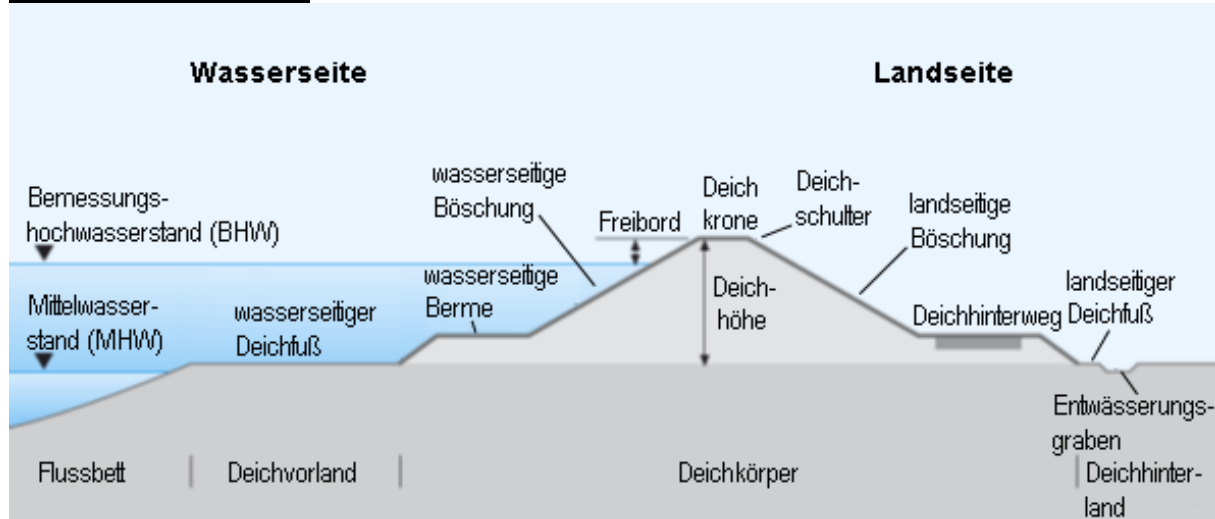 Wasserseite
Landseite
Bemessungs-
hochwasserstand (BHW)
Mittelwasser-
stand (MHW)
wasserseitiger
Deichfuß
wasserseitige
Berme
wasserseitige
Böschung
Freibord
Deich
krone
Deich-
schulter
Deich-
höhe
landseitige
Böschung
Deichhinterweg
landseitiger
Deichfuß
Entwässerungs-
graben
Flussbett
Deichvorland
Deichkörper
Deichhinter-
land